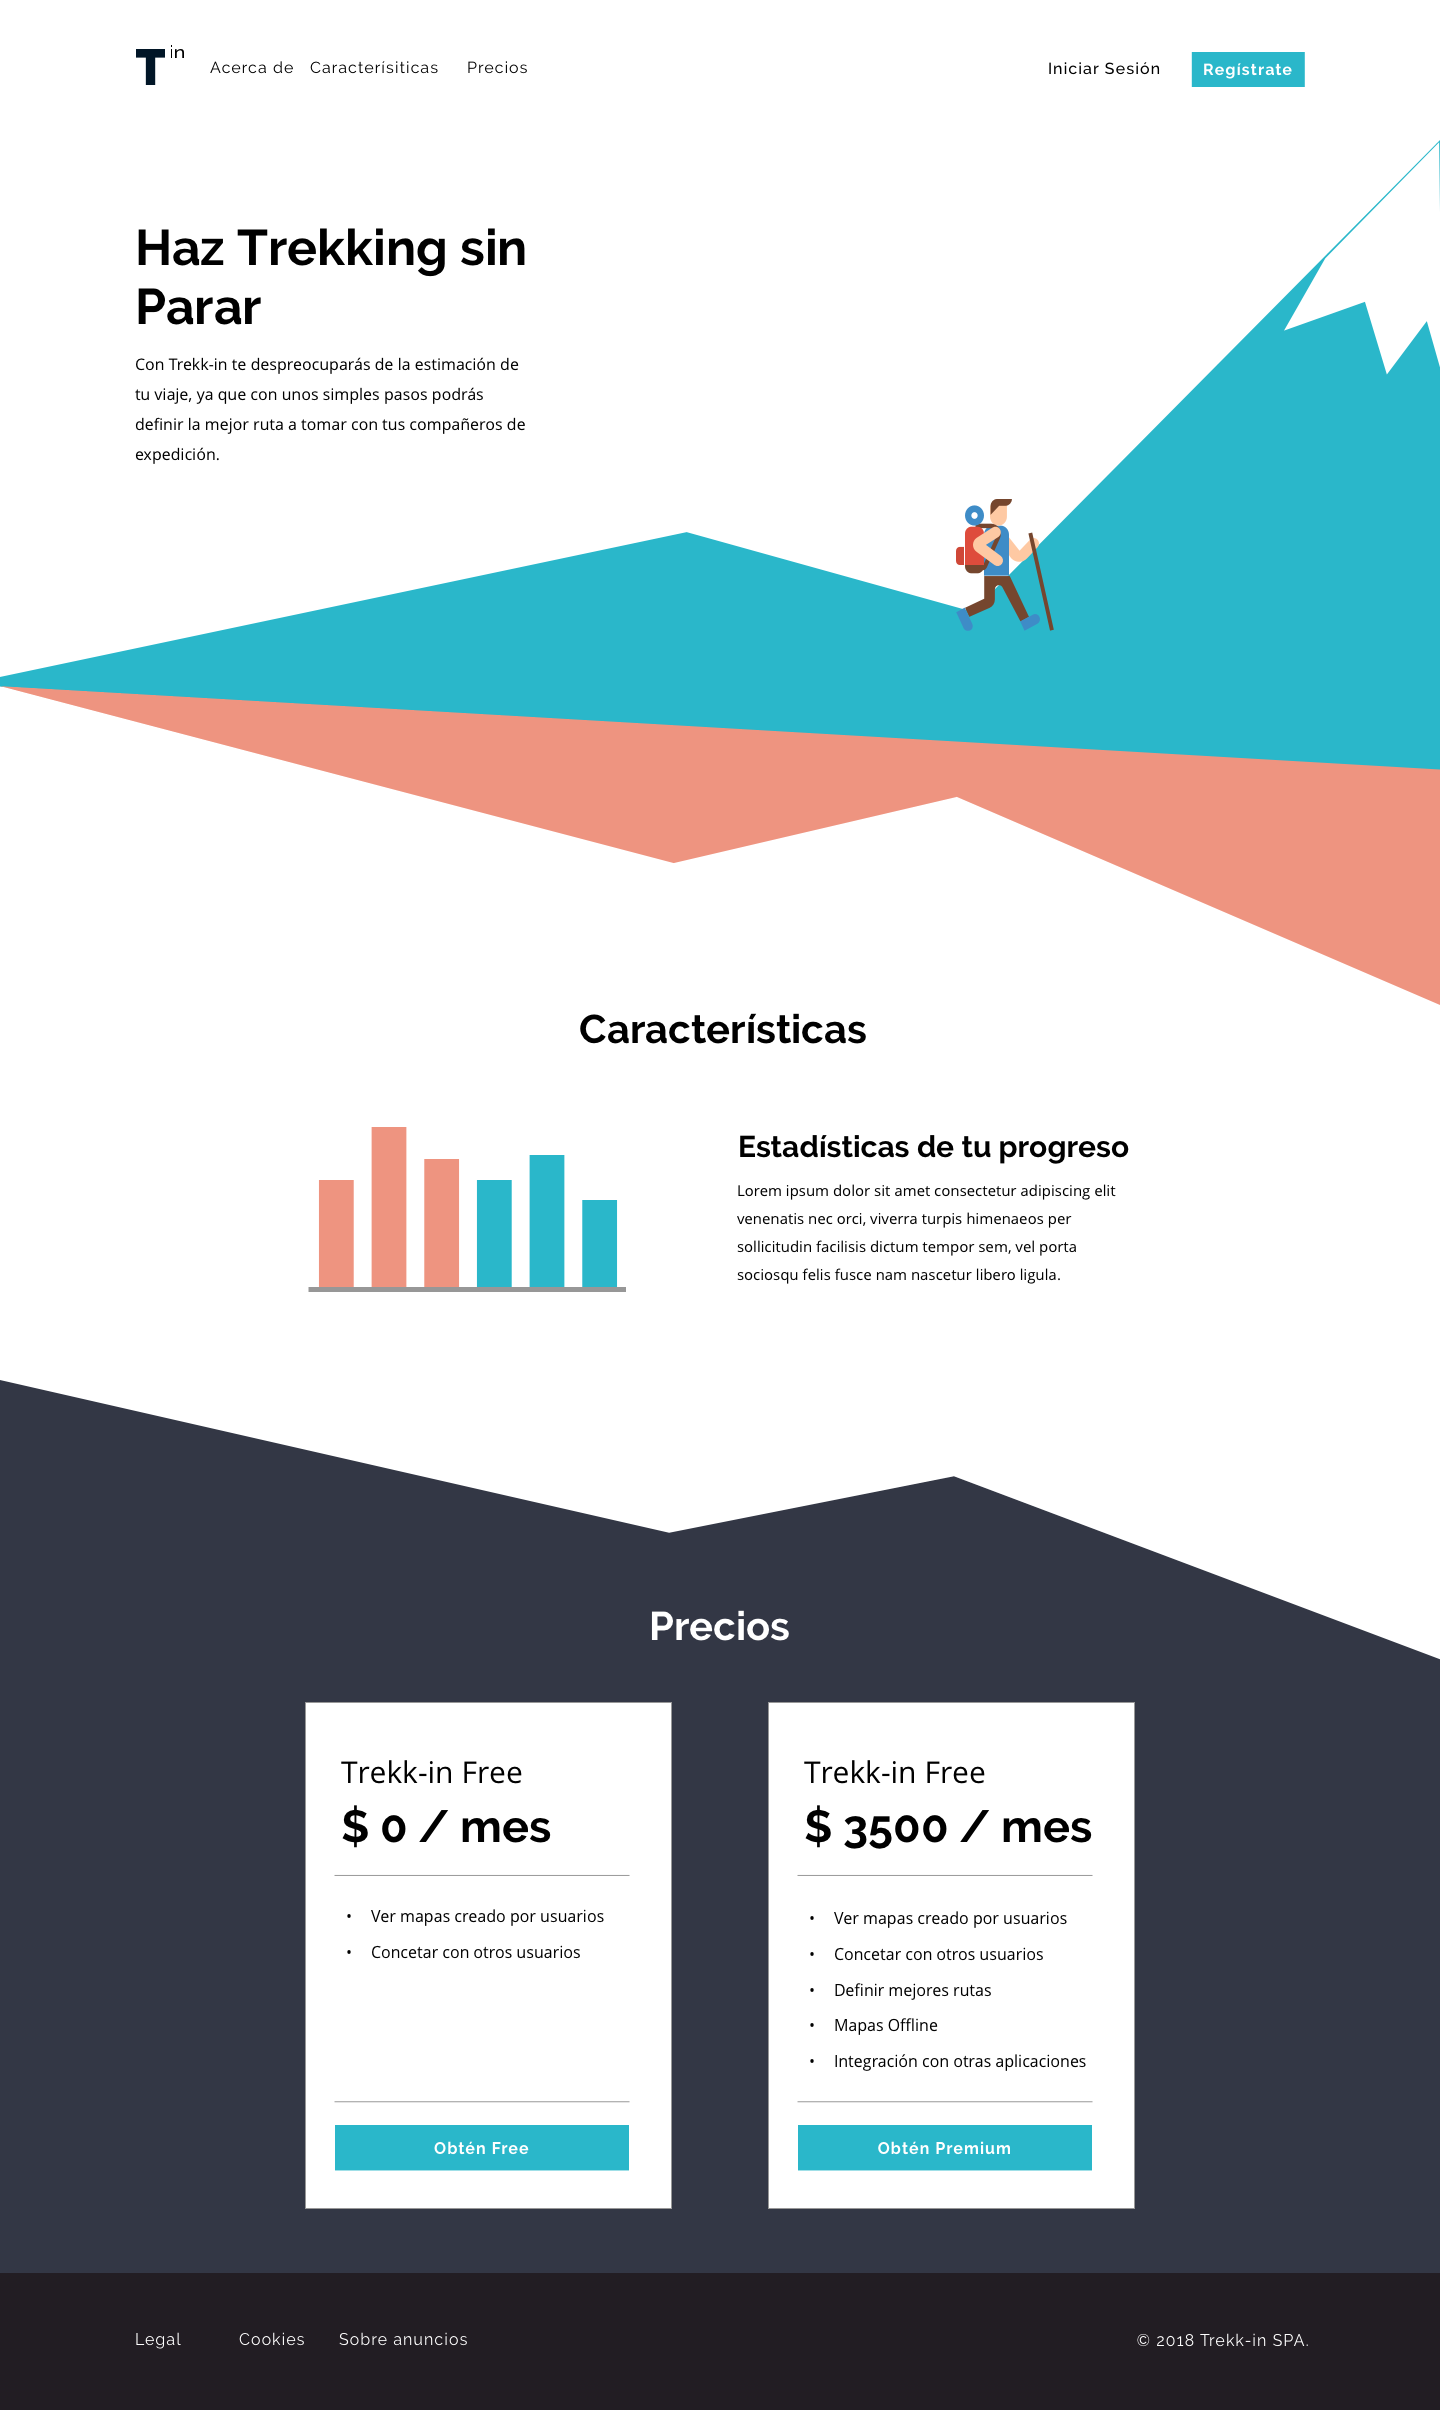 T in
Acerca de Caracterísiticas Precios
Iniciar Sesión Regístrate
Haz Trekking sin
Parar
Con Trekk-in te despreocuparás de la estimación de
tu viaje, ya que con unos simples pasos podrás
definir la mejor ruta a tomar con tus compañeros de
expedición.
Características
Estadísticas de tu progreso
Lorem ipsum dolor sit amet consectetur adipiscing elit
venenatis nec orci, viverra turpis himenaeos per
sollicitudin facilisis dictum tempor sem, vel porta
sociosqu felis fusce nam nascetur libero ligula.
Precios
Trekk-in Free
$ 0 / mes
• Ver mapas creado por usuarios
• Concetar con otros usuarios
Obtén Free
Trekk-in Free
$ 3500 / mes
• Ver mapas creado por usuarios
• Concetar con otros usuarios
• Definir mejores rutas
• Mapas Offline
• Integración con otras aplicaciones
Obtén Premium
Legal Cookies Sobre anuncios
© 2018 Trekk-in SPA.